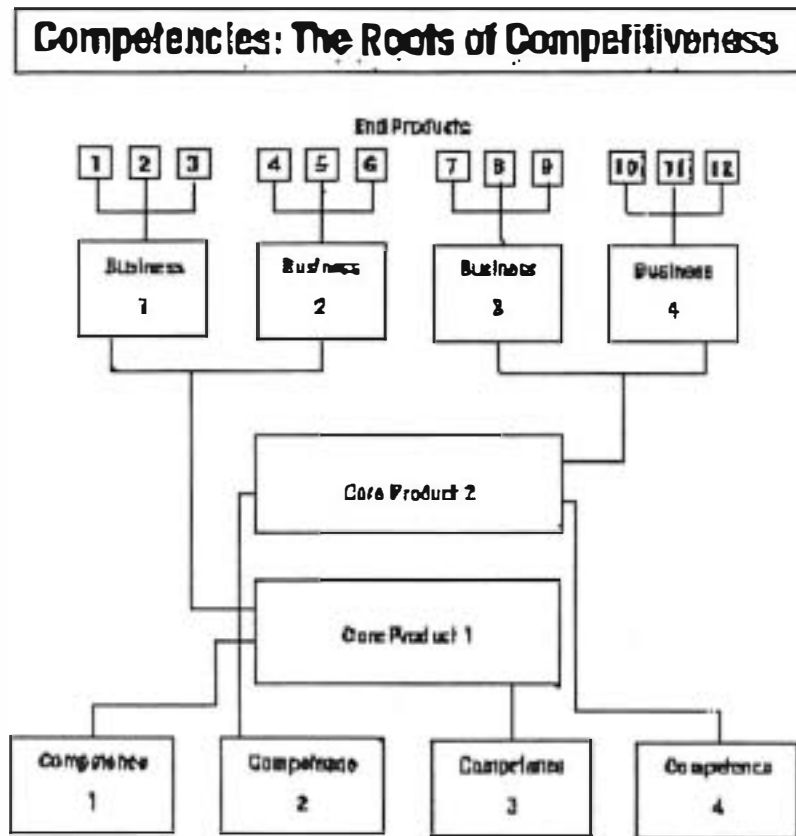 Competencies: The Roots of Competitiveness
End Products
1 2 3 4 5 6 7 8 9 10 11 12
Business Business Business Business
1 2 3 4
Core Product 2
Core Product 1
Competence Competence Competence Competence
1 2 3 4